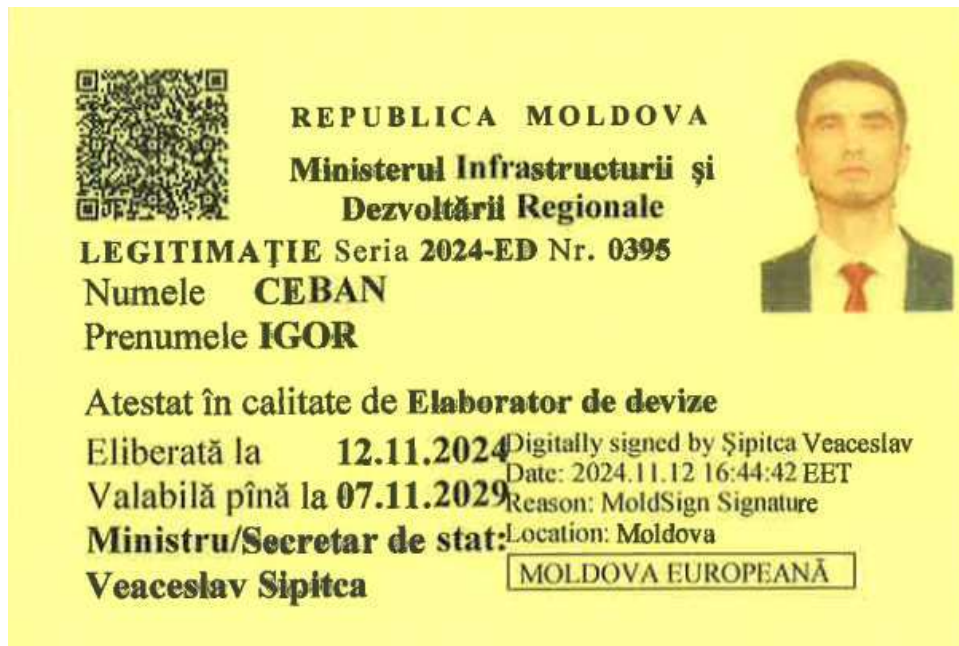 REPUBLICA MOLDOVA
Ministerul Infrastructurii și
Dezvoltării Regionale
LEGITIMAȚIE Seria 2024-ED Nr. 0395
Numele CEBAN
Prenumele IGOR
Atestat în calitate de Elaborator de devize
Eliberată la 12.11.2024
Valabilă pînă la 07.11.2029
Ministru/Secretar de stat:
Veaceslav Sipitca
Digitally signed by Șipitca Veaceslav
Date: 2024.11.12 16:44:42 EET
Reason: MoldSign Signature
Location: Moldova
MOLDOVA EUROPEANĂ